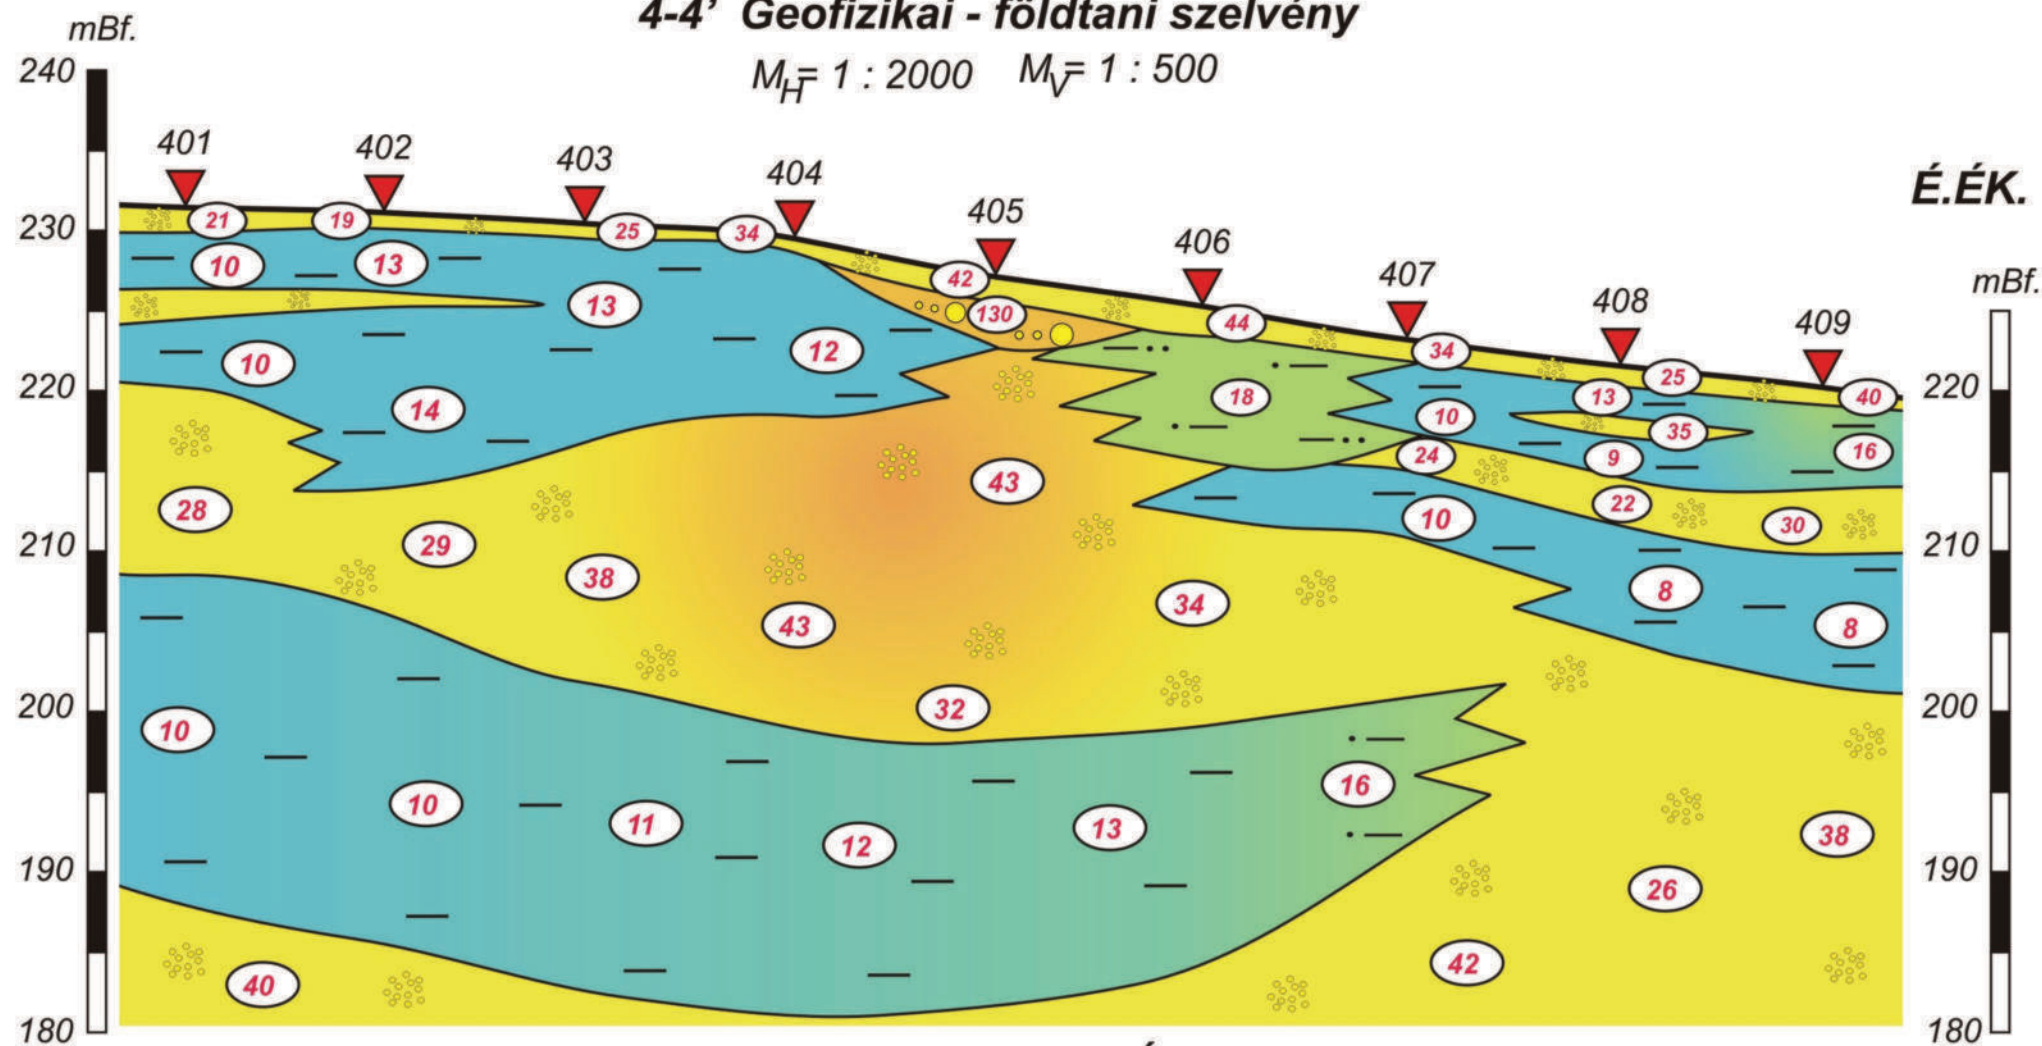 4-4' Geofizikai - földtani szelvény
mBf.
M_H= 1 : 2000 M_V= 1 : 500
240
401 402 403 404 405 406 407 408 409
É.ÉK.
mBf.
230
21 19 25 34 42 130 44 34 25 40
10 13 13 12 18 10 13 35 16
220
10 14 43 24 9 22 30
220
28 29 38 43 34 10 8 8
210
210
32
200
200
10 10 11 12 13 16 38
190
26
190
40 42
180
180